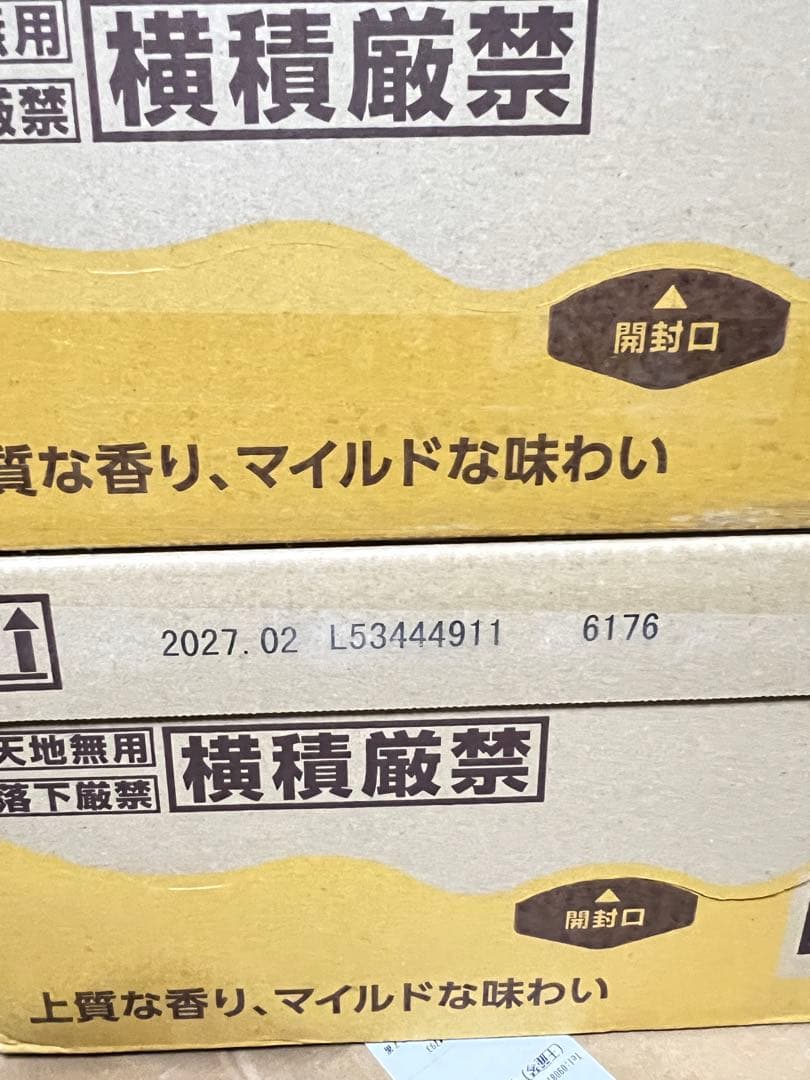 無用
厳禁
横積厳禁
開封口
質な香り、マイルドな味わい
2027.02 L53444911 6176
天地無用
落下厳禁
横積厳禁
開封口
上質な香り、マイルドな味わい